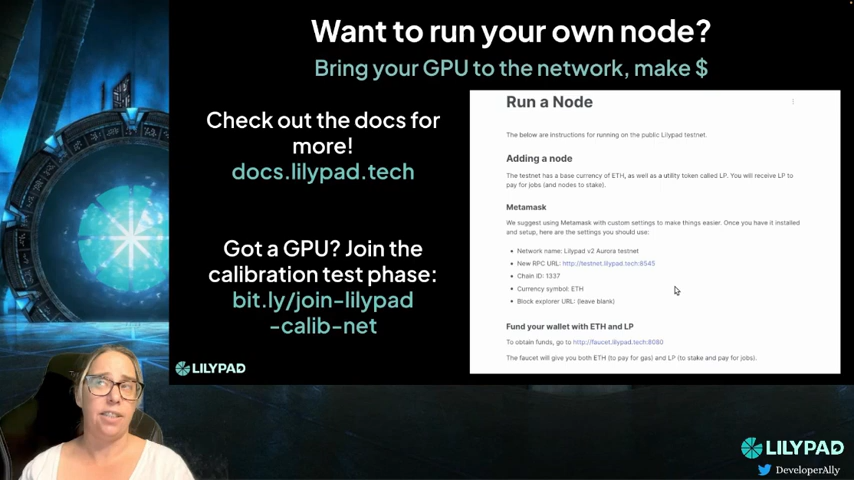 Want to run your own node?
Bring your GPU to the network, make $
Check out the docs for
more!
docs.lilypad.tech
Got a GPU? Join the
calibration test phase:
bit.ly/join-lilypad
-calib-net
LILYPAD
Run a Node
The below are instructions for running on the public Lilypad testnet.
Adding a node
The testnet has a base currency of ETH, as well as a utility token called LP. You will receive LP to
pay for jobs (and nodes to stake).
Metamask
We suggest using Metamask with custom settings to make things easier. Once you have it installed
and setup, here are the settings you should use:
• Network name: Lilypad v2 Aurora testnet
• New RPC URL: http://testnet.lilypad.tech:8545
• Chain ID: 1337
• Currency symbol: ETH
• Block explorer URL: (leave blank)
Fund your wallet with ETH and LP
To obtain funds, go to http://faucet.lilypad.tech:8080
The faucet will give you both ETH (to pay for gas) and LP (to stake and pay for jobs).
LILYPAD
DeveloperAlly